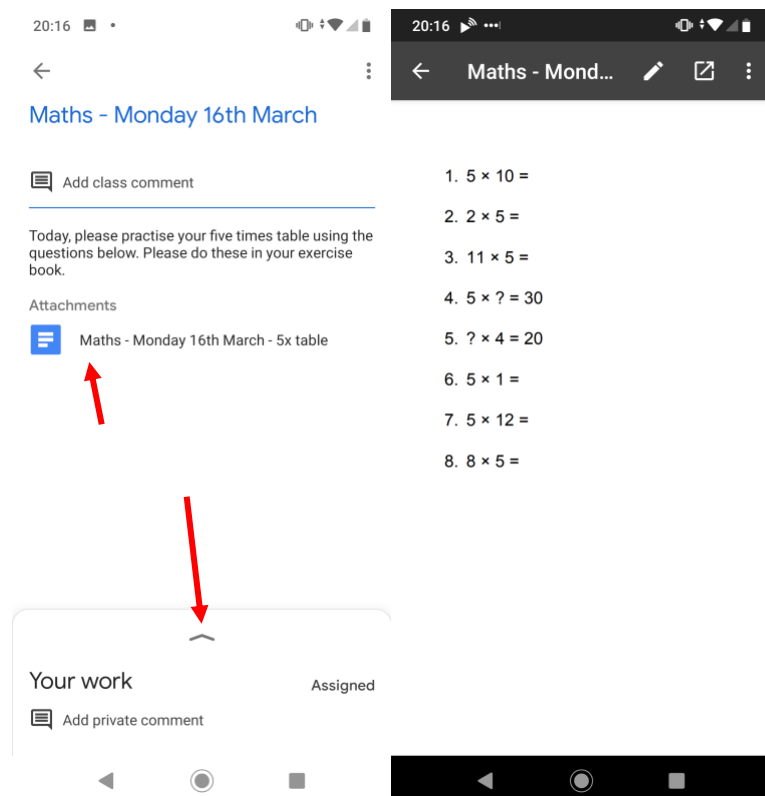 20:16
Maths - Monday 16th March
Add class comment
Today, please practise your five times table using the
questions below. Please do these in your exercise
book.
Attachments
Maths - Monday 16th March - 5x table
Your work
Assigned
Add private comment
20:16
Maths - Mond...
1. 5 × 10 =
2. 2 × 5 =
3. 11 × 5 =
4. 5 × ? = 30
5. ? × 4 = 20
6. 5 × 1 =
7. 5 × 12 =
8. 8 × 5 =